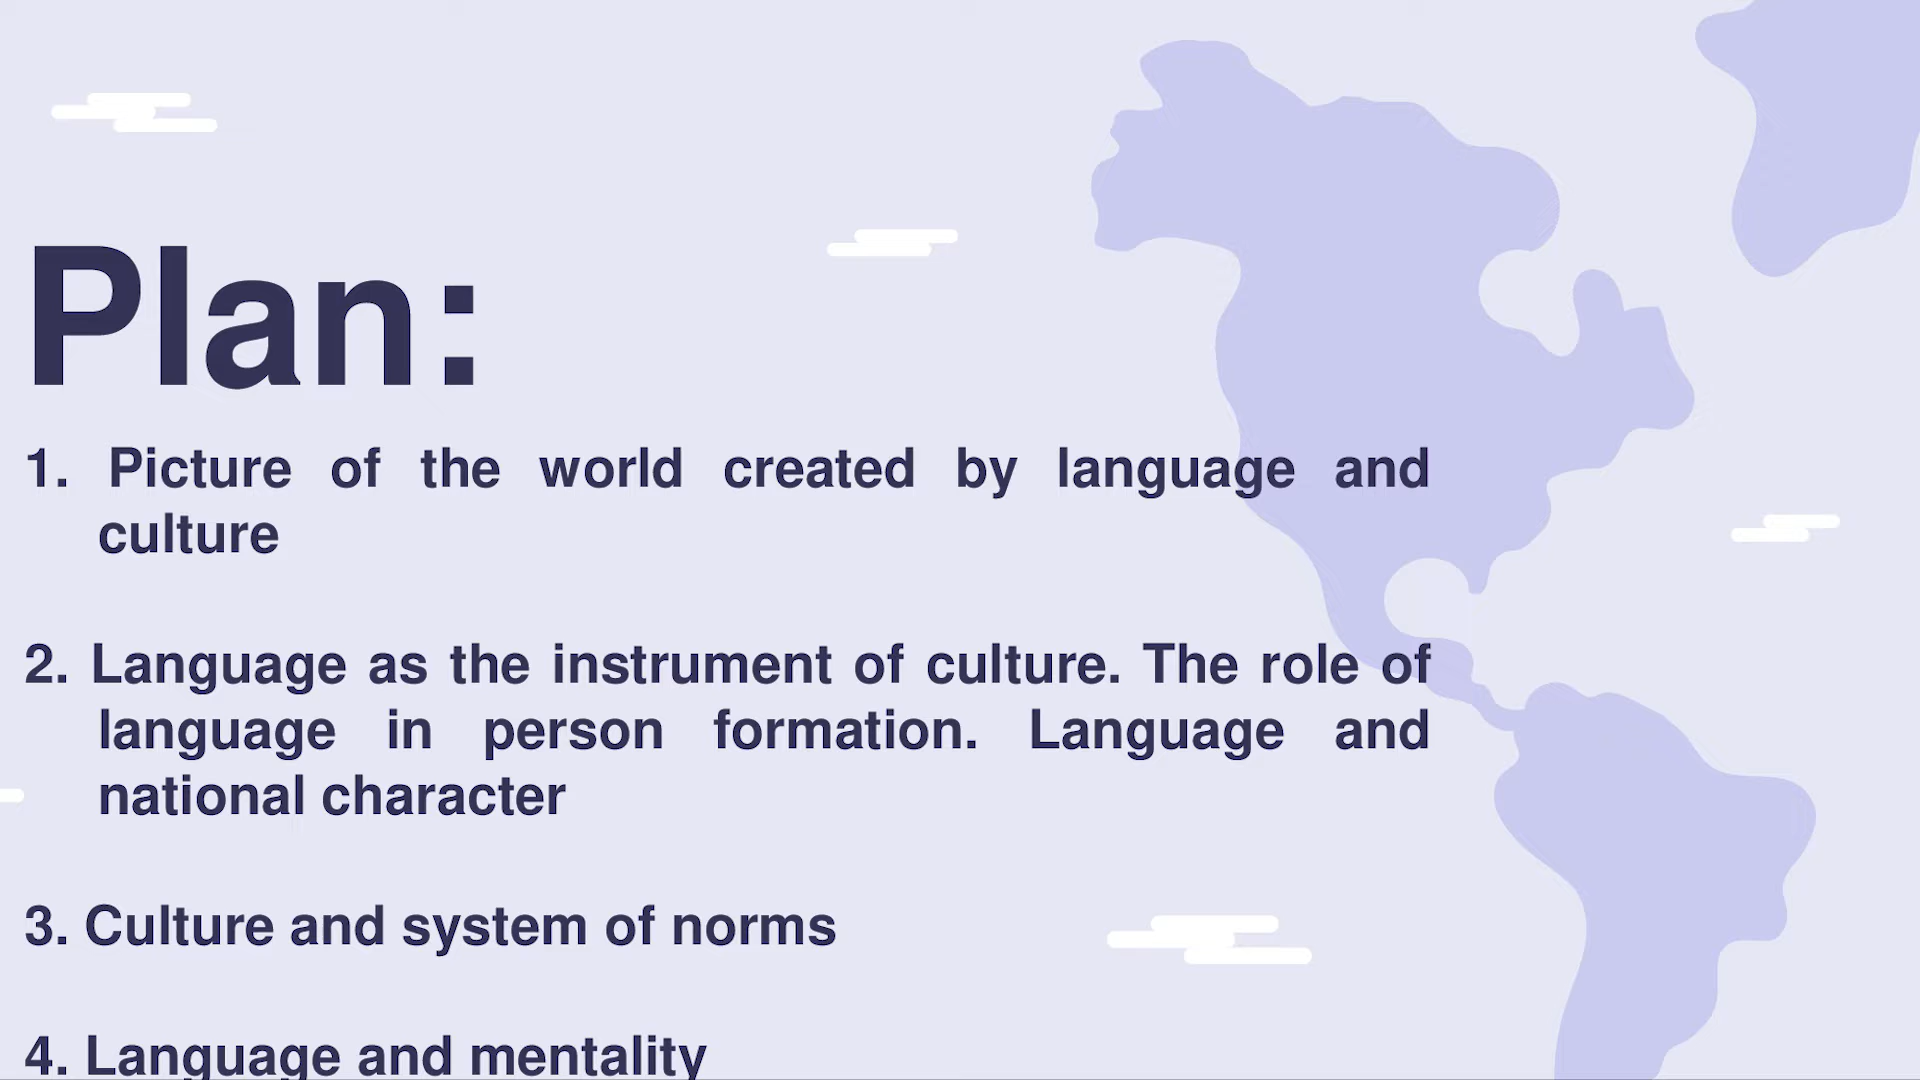 Plan:
1. Picture of the world created by language and
culture
2. Language as the instrument of culture. The role of
language in person formation. Language and
national character
3. Culture and system of norms
4. Language and mentality